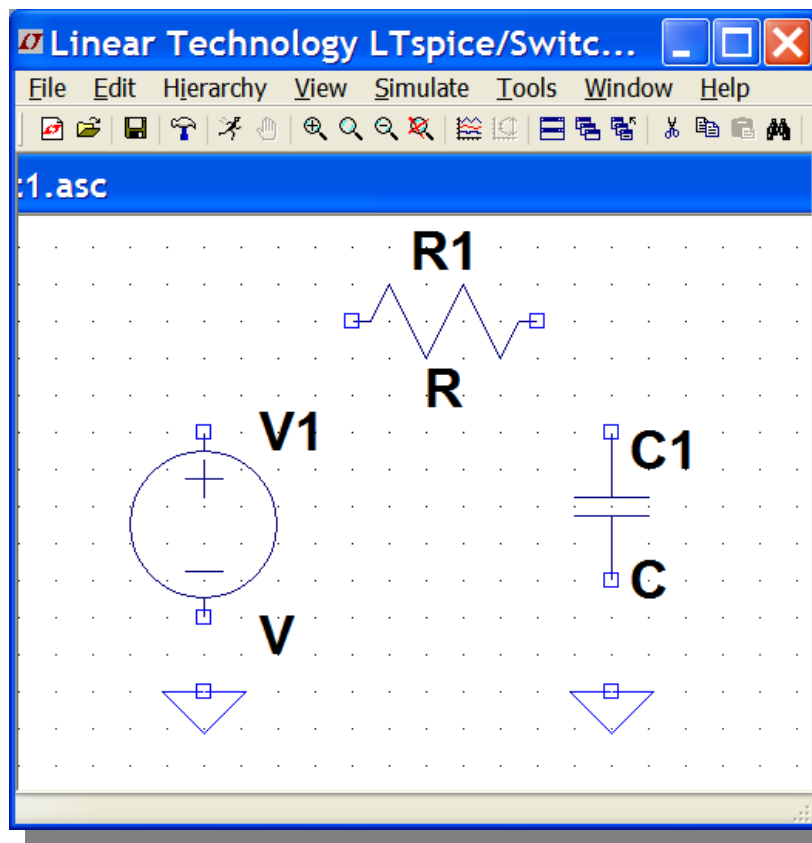 Linear Technology LTspice/Switc...
File Edit Hierarchy View Simulate Tools Window Help
:1.asc
R1
R
V1
C1
C
V